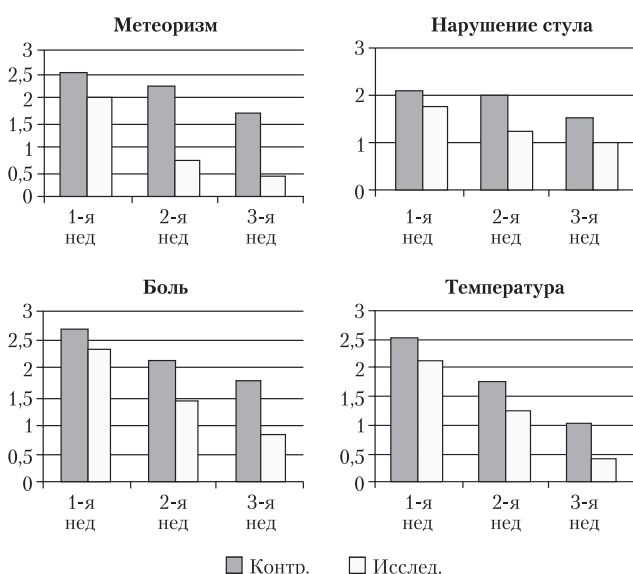 Метеоризм
3
2,5
2
1,5
1
0,5
0
1-я нед
2-я нед
3-я нед
Нарушение стула
3
2
1
0
1-я нед
2-я нед
3-я нед
Боль
3
2,5
2
1,5
1
0,5
0
1-я нед
2-я нед
3-я нед
Температура
3
2,5
2
1,5
1
0,5
0
1-я нед
2-я нед
3-я нед
Контр.
Исслед.